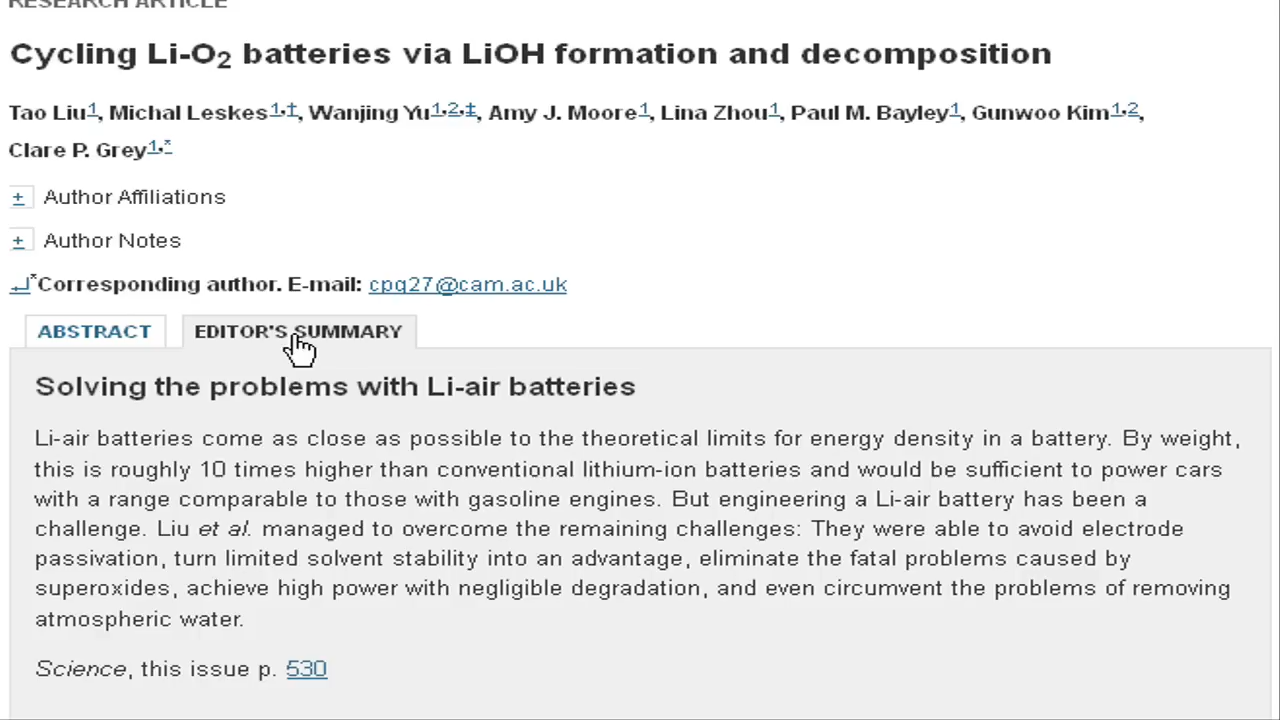 RESEARCH ARTICLE
Cycling Li-O₂ batteries via LiOH formation and decomposition
Tao Liu1, Michal Leskes1,†, Wanjing Yu1,2,‡, Amy J. Moore1, Lina Zhou1, Paul M. Bayley1, Gunwoo Kim1,2,
Clare P. Grey1,*
+ Author Affiliations
+ Author Notes
↵*Corresponding author. E-mail: cpg27@cam.ac.uk
ABSTRACT EDITOR'S SUMMARY
Solving the problems with Li-air batteries
Li-air batteries come as close as possible to the theoretical limits for energy density in a battery. By weight,
this is roughly 10 times higher than conventional lithium-ion batteries and would be sufficient to power cars
with a range comparable to those with gasoline engines. But engineering a Li-air battery has been a
challenge. Liu et al. managed to overcome the remaining challenges: They were able to avoid electrode
passivation, turn limited solvent stability into an advantage, eliminate the fatal problems caused by
superoxides, achieve high power with negligible degradation, and even circumvent the problems of removing
atmospheric water.
Science, this issue p. 530